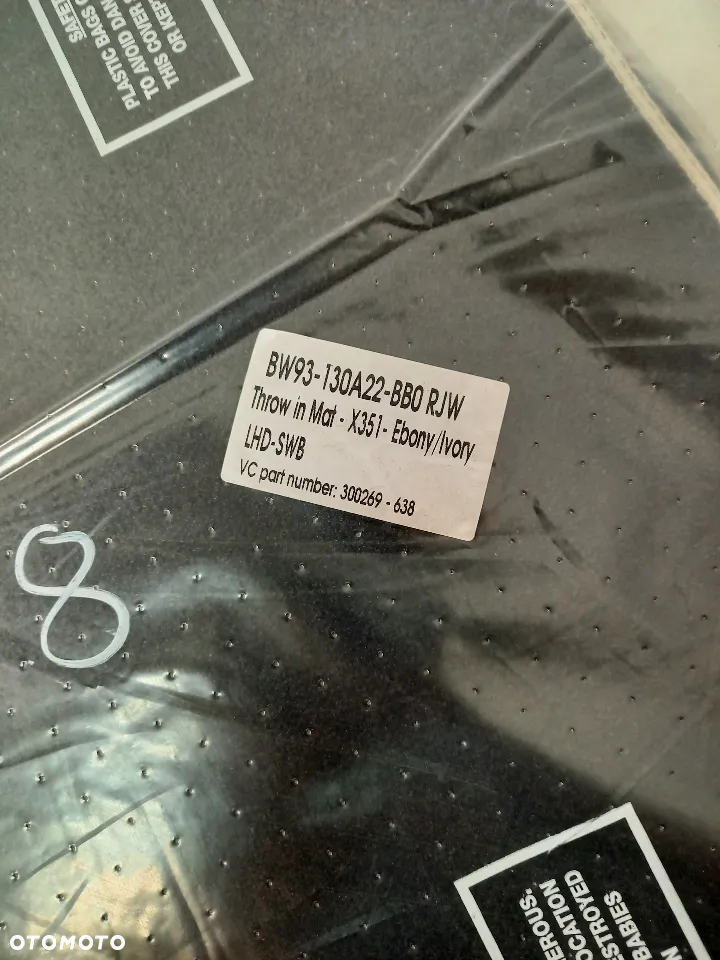 SAFE
PLASTIC BAGS
TO AVOID DAN
THIS COVER
OR KEP
BW93-130A22-BB0 RJW
Throw in Mat - X351- Ebony/Ivory
LHD-SWB
VC part number: 300269 - 638
8
EROUS.
OCATION
ESTROYED
BABIES.
OTOMOTO